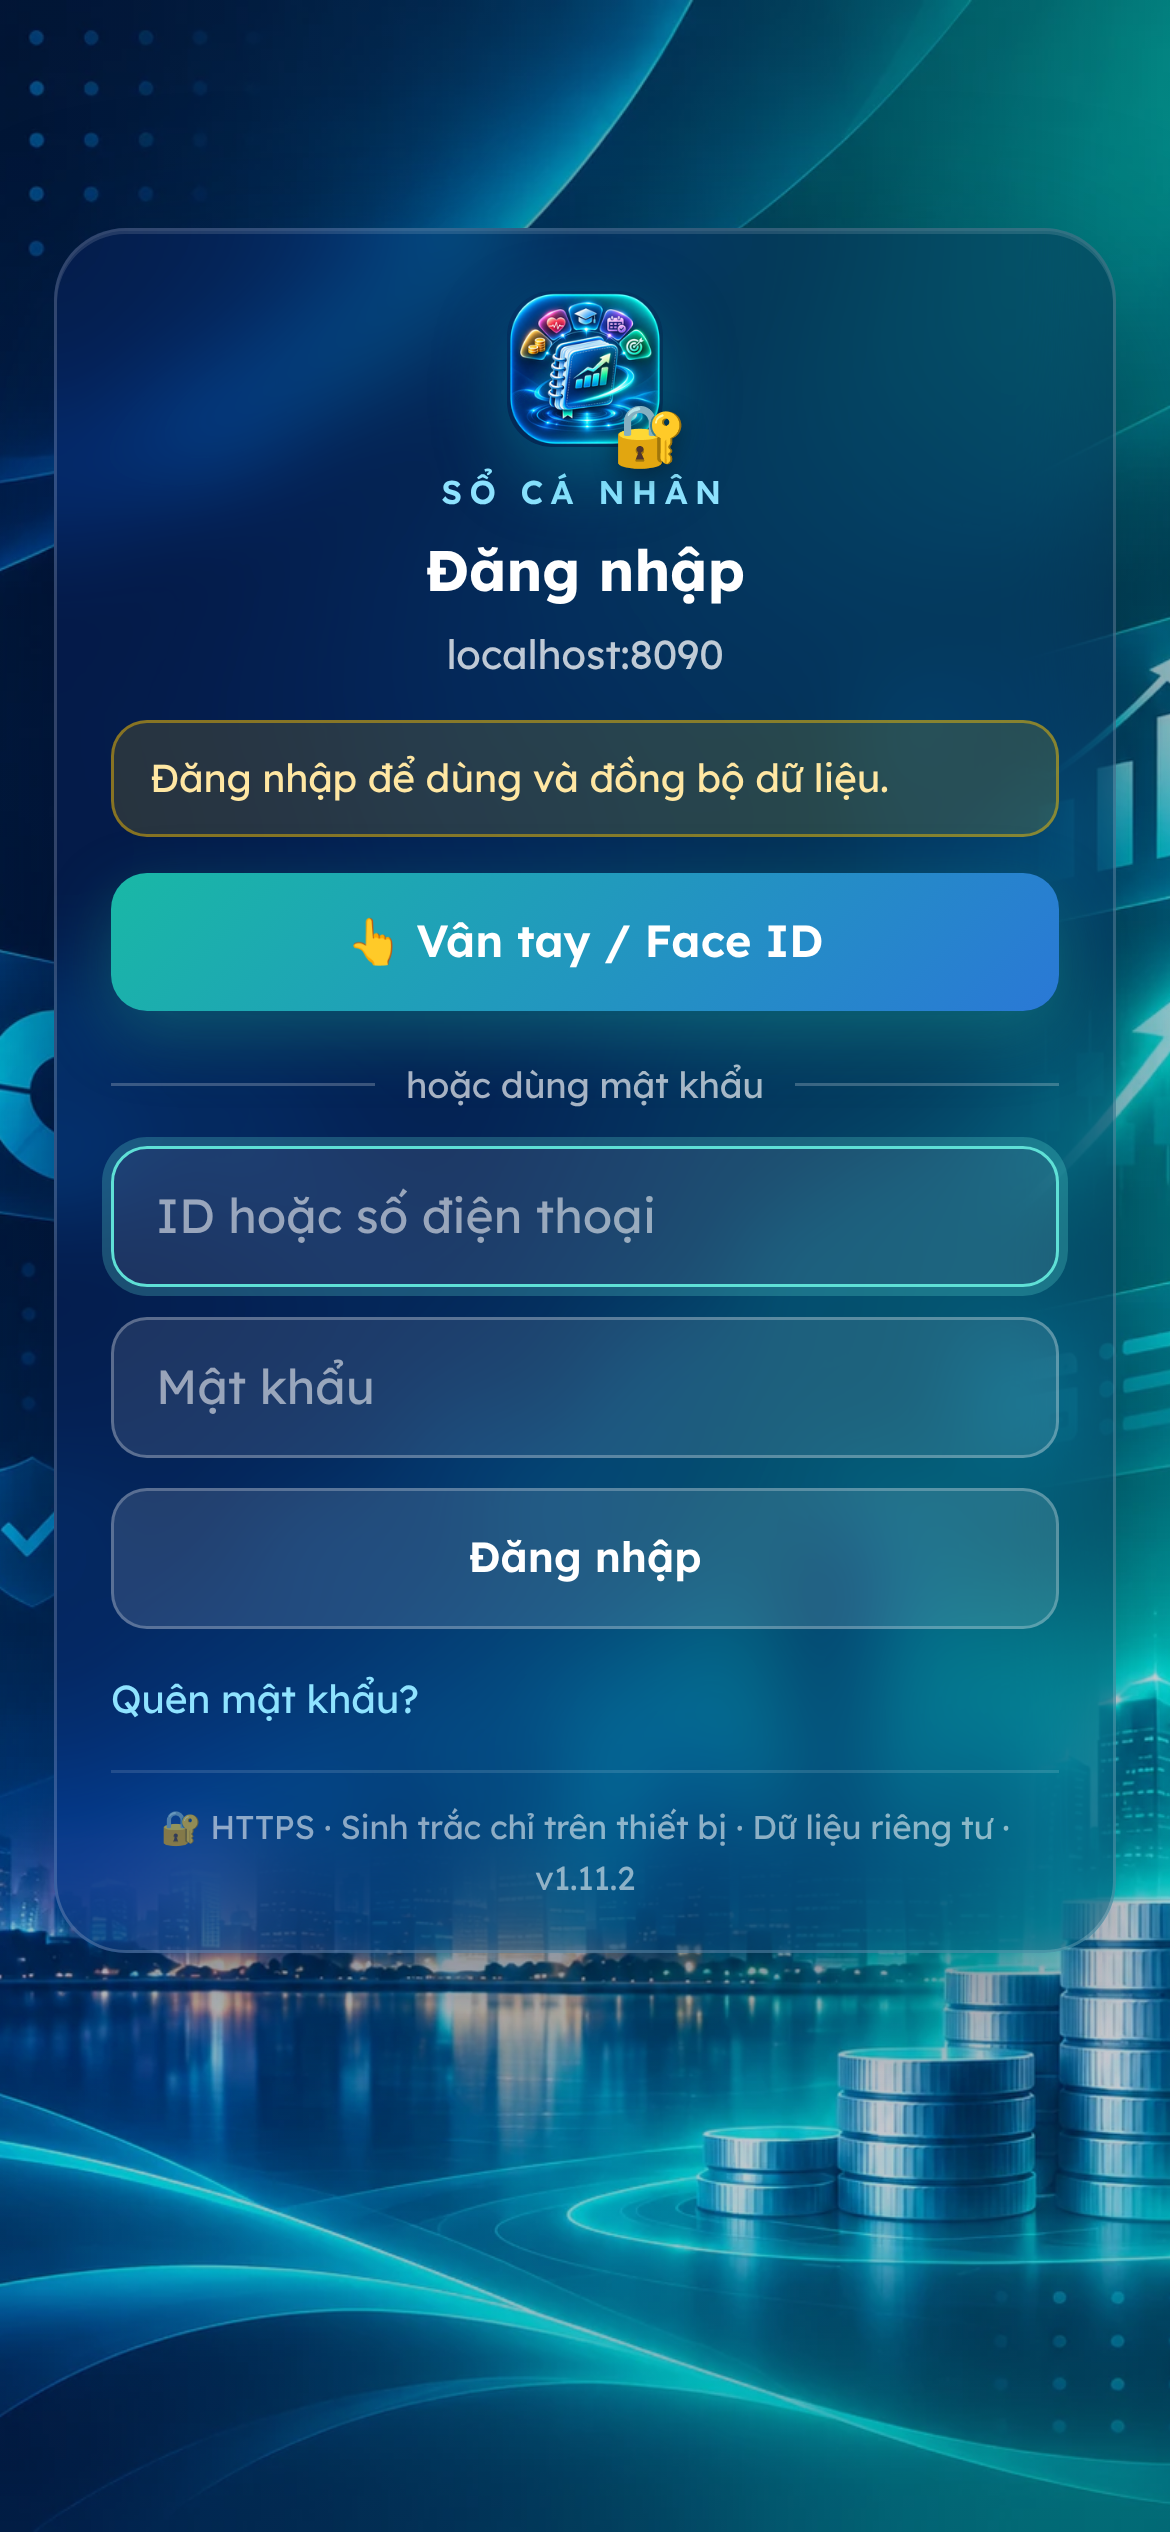 SỔ CÁ NHÂN
Đăng nhập
localhost:8090
Đăng nhập để dùng và đồng bộ dữ liệu.
👆 Vân tay / Face ID
hoặc dùng mật khẩu
ID hoặc số điện thoại
Mật khẩu
Đăng nhập
Quên mật khẩu?
🔐 HTTPS · Sinh trắc chỉ trên thiết bị · Dữ liệu riêng tư ·
v1.11.2